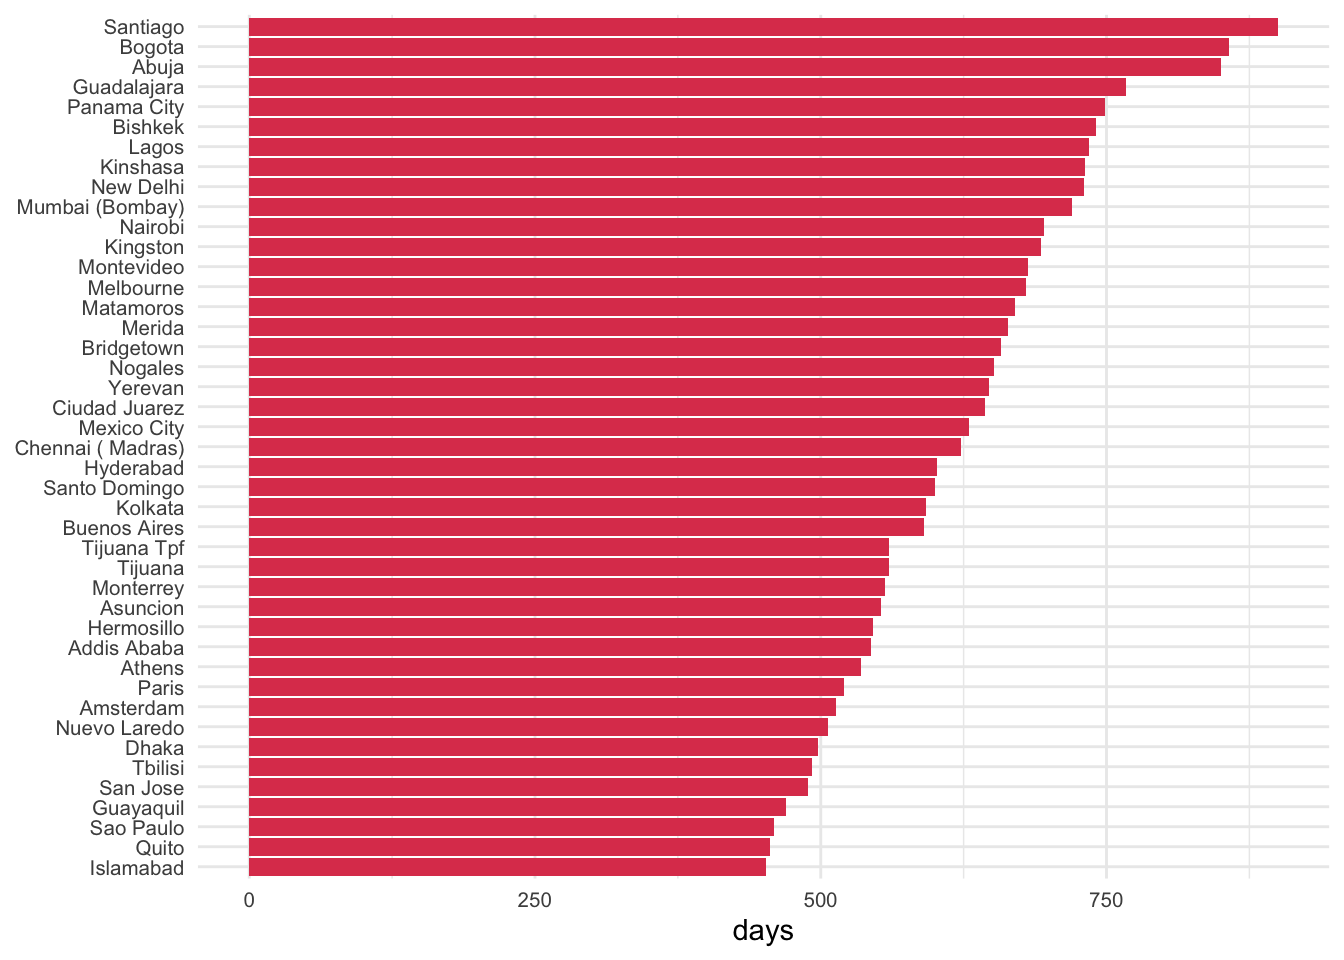 Santiago
Bogota
Abuja
Guadalajara
Panama City
Bishkek
Lagos
Kinshasa
New Delhi
Mumbai (Bombay)
Nairobi
Kingston
Montevideo
Melbourne
Matamoros
Merida
Bridgetown
Nogales
Yerevan
Ciudad Juarez
Mexico City
Chennai ( Madras)
Hyderabad
Santo Domingo
Kolkata
Buenos Aires
Tijuana Tpf
Tijuana
Monterrey
Asuncion
Hermosillo
Addis Ababa
Athens
Paris
Amsterdam
Nuevo Laredo
Dhaka
Tbilisi
San Jose
Guayaquil
Sao Paulo
Quito
Islamabad
0 250 500 750
days